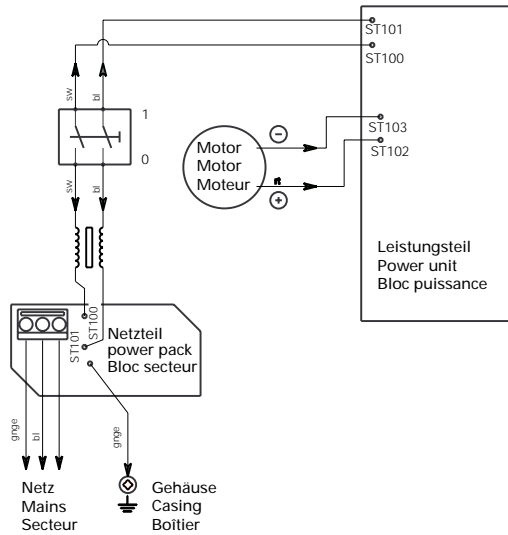 ST101
ST100
sw
bl
1
0
ST103
ST102
Motor
Motor
Moteur
−
+
rt
sw
bl
Leistungsteil
Power unit
Bloc puissance
ST100
ST101
Netzteil
power pack
Bloc secteur
gnge
bl
gnge
Netz
Mains
Secteur
Gehäuse
Casing
Boîtier